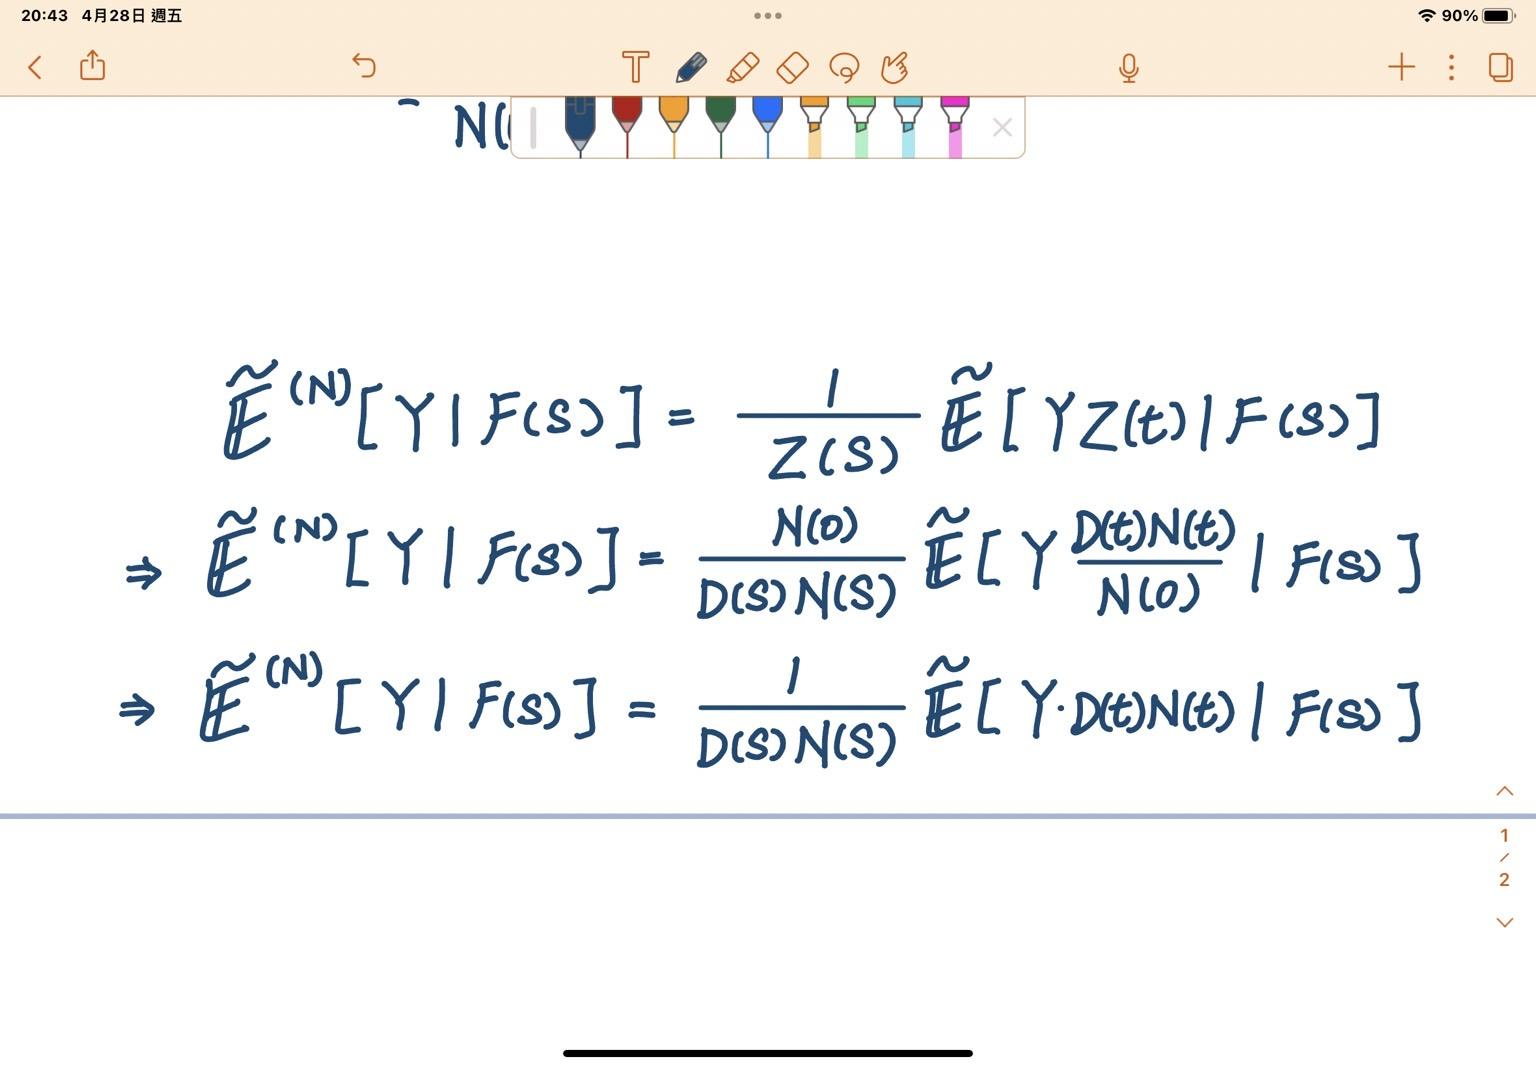 20:43 4月28日 週五
90%
N(
Ẽ^(N)[Y|F(S)] = 1/Z(S) Ẽ[YZ(t)|F(S)]
⇒ Ẽ^(N)[Y|F(S)] = N(0)/D(S)N(S) Ẽ[Y D(t)N(t)/N(0) | F(S)]
⇒ Ẽ^(N)[Y|F(S)] = 1/D(S)N(S) Ẽ[Y·D(t)N(t) | F(S)]
1
/
2